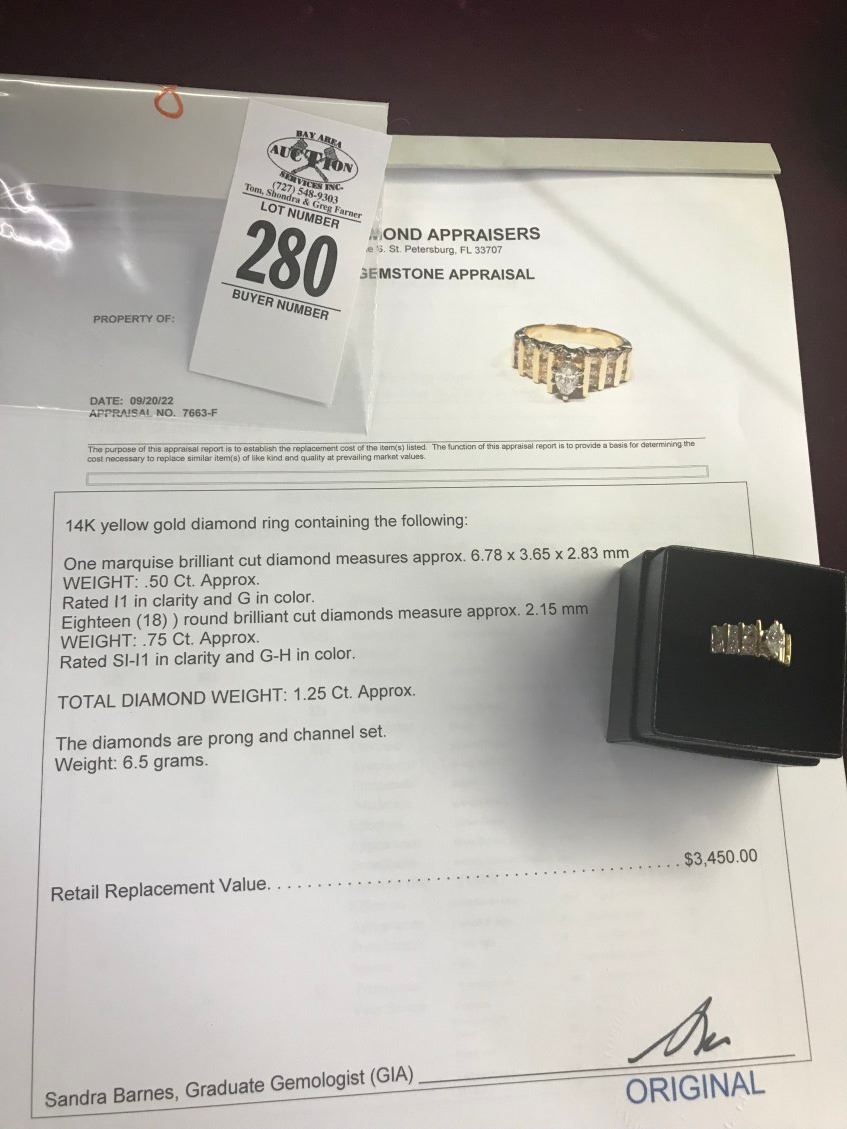 BAY AREA
AUCTION
SERVICES INC.
(727) 548-9303
Tom, Shondra & Greg Farner
LOT NUMBER
280
BUYER NUMBER
OND APPRAISERS
S. St. Petersburg, FL 33707
GEMSTONE APPRAISAL
PROPERTY OF:
DATE: 09/20/22
APPRAISAL NO. 7663-F
The purpose of this appraisal report is to establish the replacement cost of the item(s) listed. The function of this appraisal report is to provide a basis for determining the
cost necessary to replace similar item(s) of like kind and quality at prevailing market values.
14K yellow gold diamond ring containing the following:
One marquise brilliant cut diamond measures approx. 6.78 x 3.65 x 2.83 mm
WEIGHT: .50 Ct. Approx.
Rated I1 in clarity and G in color.
Eighteen (18) ) round brilliant cut diamonds measure approx. 2.15 mm
WEIGHT: .75 Ct. Approx.
Rated SI-I1 in clarity and G-H in color.
TOTAL DIAMOND WEIGHT: 1.25 Ct. Approx.
The diamonds are prong and channel set.
Weight: 6.5 grams.
Retail Replacement Value. . . . . . . . . . . . . . . . . . . . . . . . . . . . . . . . . . . . . . $3,450.00
Sandra Barnes, Graduate Gemologist (GIA)
ORIGINAL